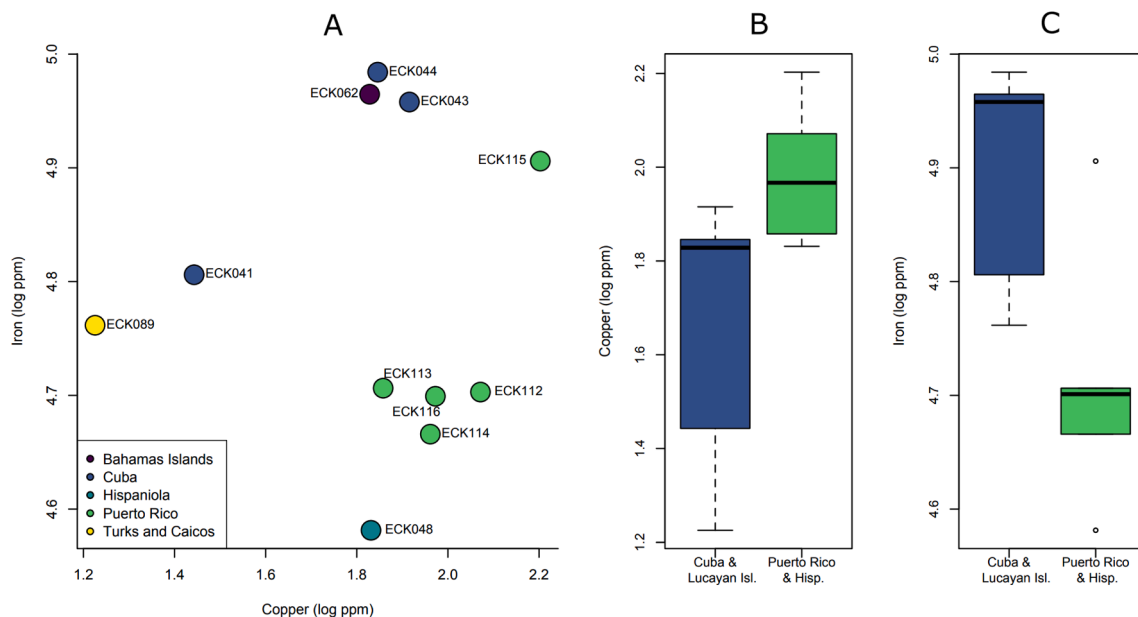 A
B
C
Iron (log ppm)
5.0
4.9
4.8
4.7
4.6
ECK044
ECK062
ECK043
ECK115
ECK041
ECK089
ECK113
ECK112
ECK116
ECK114
ECK048
Bahamas Islands
Cuba
Hispaniola
Puerto Rico
Turks and Caicos
1.2
1.4
1.6
1.8
2.0
2.2
Copper (log ppm)
Copper (log ppm)
2.2
2.0
1.8
1.6
1.4
1.2
Cuba &
Lucayan Isl.
Puerto Rico
& Hisp.
Iron (log ppm)
5.0
4.9
4.8
4.7
4.6
Cuba &
Lucayan Isl.
Puerto Rico
& Hisp.